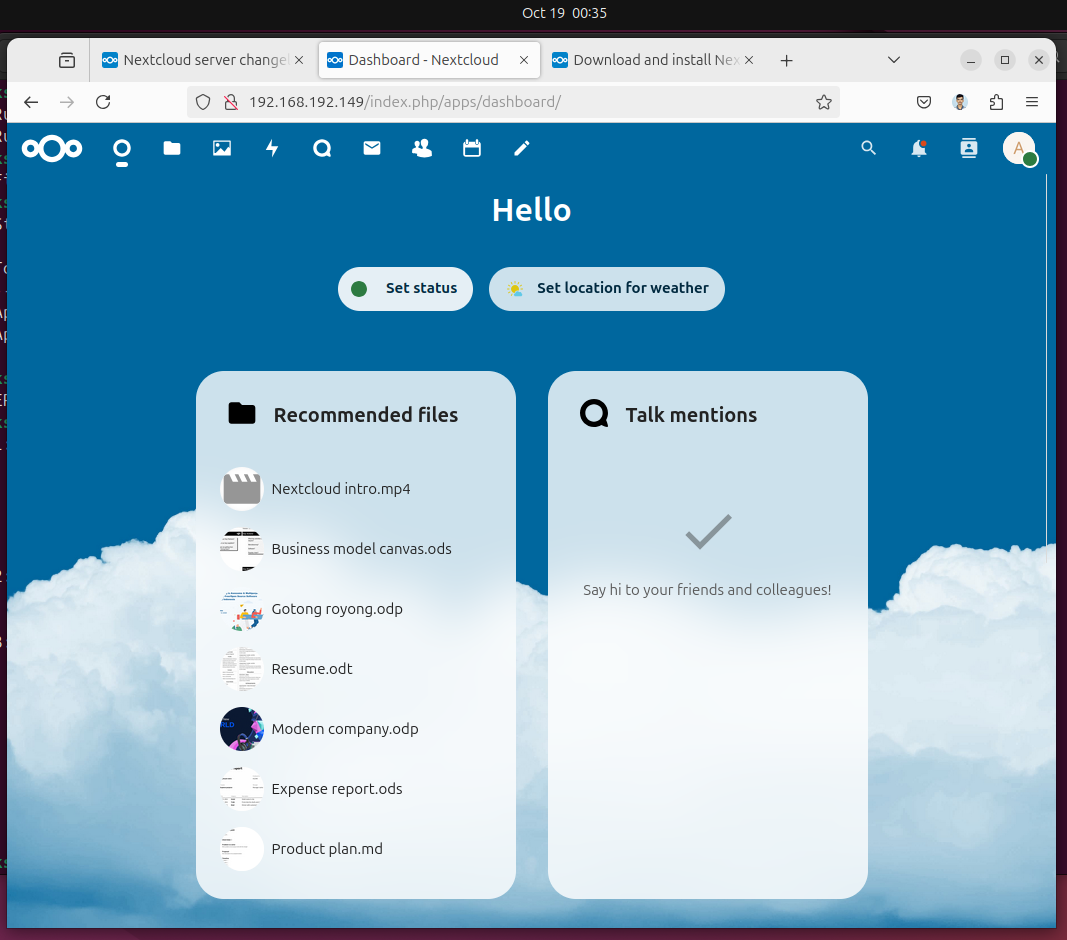 Oct 19  00:35
Nextcloud server change
Dashboard - Nextcloud
Download and install Nex
192.168.192.149/index.php/apps/dashboard/
A
Hello
Set status
Set location for weather
Recommended files
Nextcloud intro.mp4
Business model canvas.ods
Gotong royong.odp
Resume.odt
Modern company.odp
Expense report.ods
Product plan.md
Talk mentions
Say hi to your friends and colleagues!